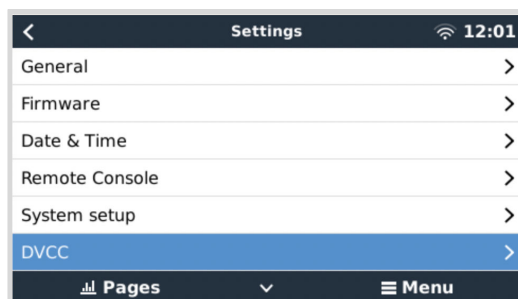 Settings
12:01
General
Firmware
Date & Time
Remote Console
System setup
DVCC
Pages
Menu